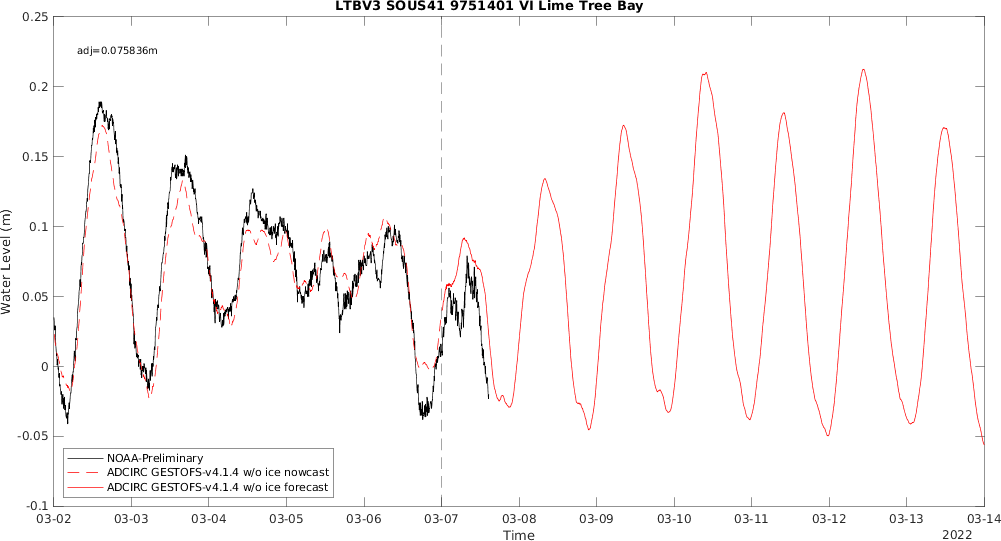 LTBV3 SOUS41 9751401 VI Lime Tree Bay
adj=0.075836m
Water Level (m)
0.25
0.2
0.15
0.1
0.05
0
-0.05
-0.1
NOAA-Preliminary
ADCIRC GESTOFS-v4.1.4 w/o ice nowcast
ADCIRC GESTOFS-v4.1.4 w/o ice forecast
03-02 03-03 03-04 03-05 03-06 03-07 03-08 03-09 03-10 03-11 03-12 03-13 03-14
Time
2022